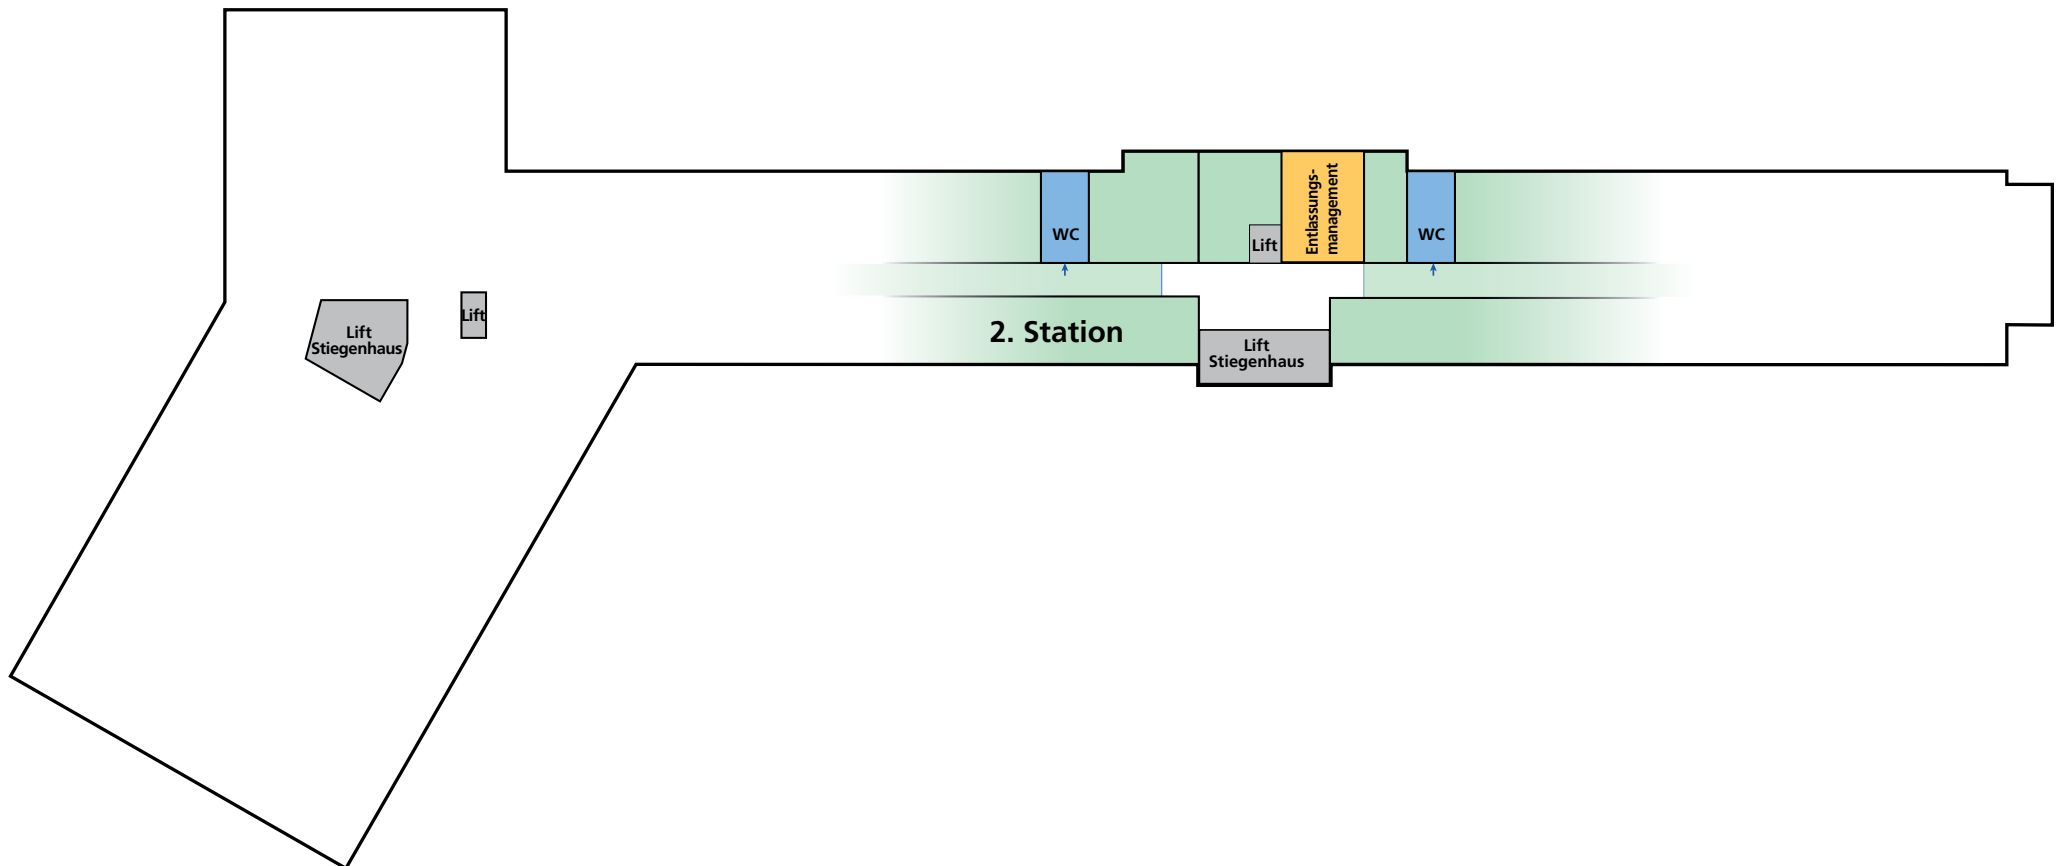 Entlassungs-
management
WC
Lift
WC
Lift
Lift
Stiegenhaus
2. Station
Lift
Stiegenhaus